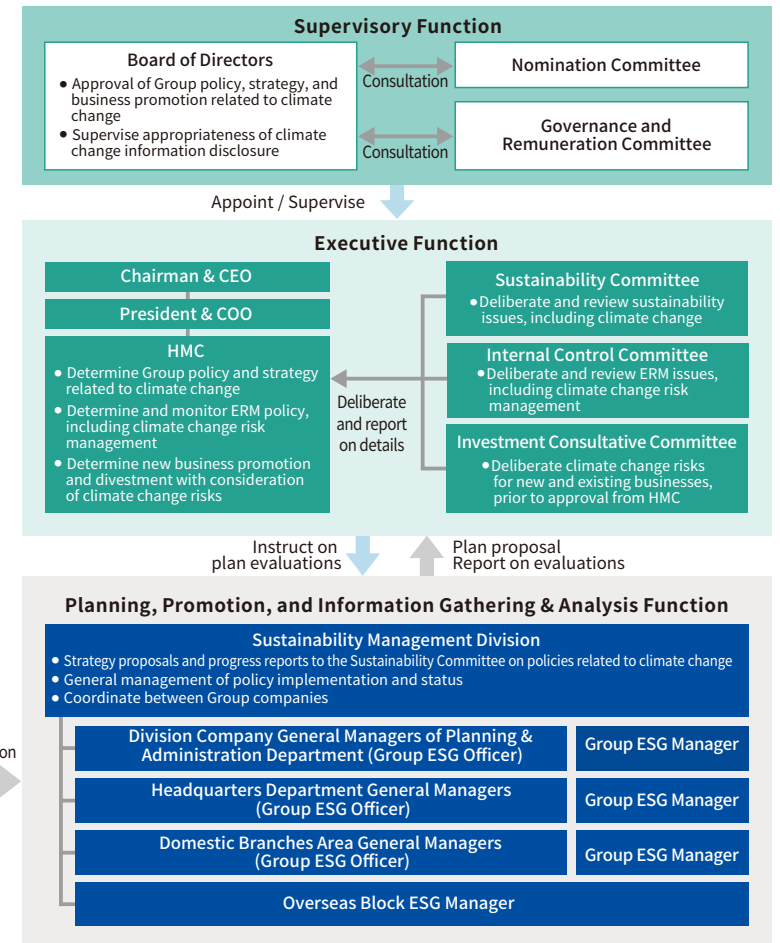 Supervisory Function
Board of Directors
● Approval of Group policy, strategy, and
business promotion related to climate
change
● Supervise appropriateness of climate
change information disclosure
Consultation
Nomination Committee
Consultation
Governance and
Remuneration Committee
Appoint / Supervise
Executive Function
Chairman & CEO
President & COO
HMC
● Determine Group policy and strategy
related to climate change
● Determine and monitor ERM policy,
including climate change risk
management
● Determine new business promotion
and divestment with consideration
of climate change risks
Deliberate
and report
on details
Sustainability Committee
●Deliberate and review sustainability
issues, including climate change
Internal Control Committee
●Deliberate and review ERM issues,
including climate change risk
management
Investment Consultative Committee
●Deliberate climate change risks
for new and existing businesses,
prior to approval from HMC
Instruct on
plan evaluations
Plan proposal
Report on evaluations
Planning, Promotion, and Information Gathering & Analysis Function
Sustainability Management Division
● Strategy proposals and progress reports to the Sustainability Committee on policies related to climate change
● General management of policy implementation and status
● Coordinate between Group companies
on
Division Company General Managers of Planning &
Administration Department (Group ESG Officer)
Group ESG Manager
Headquarters Department General Managers
(Group ESG Officer)
Group ESG Manager
Domestic Branches Area General Managers
(Group ESG Officer)
Group ESG Manager
Overseas Block ESG Manager